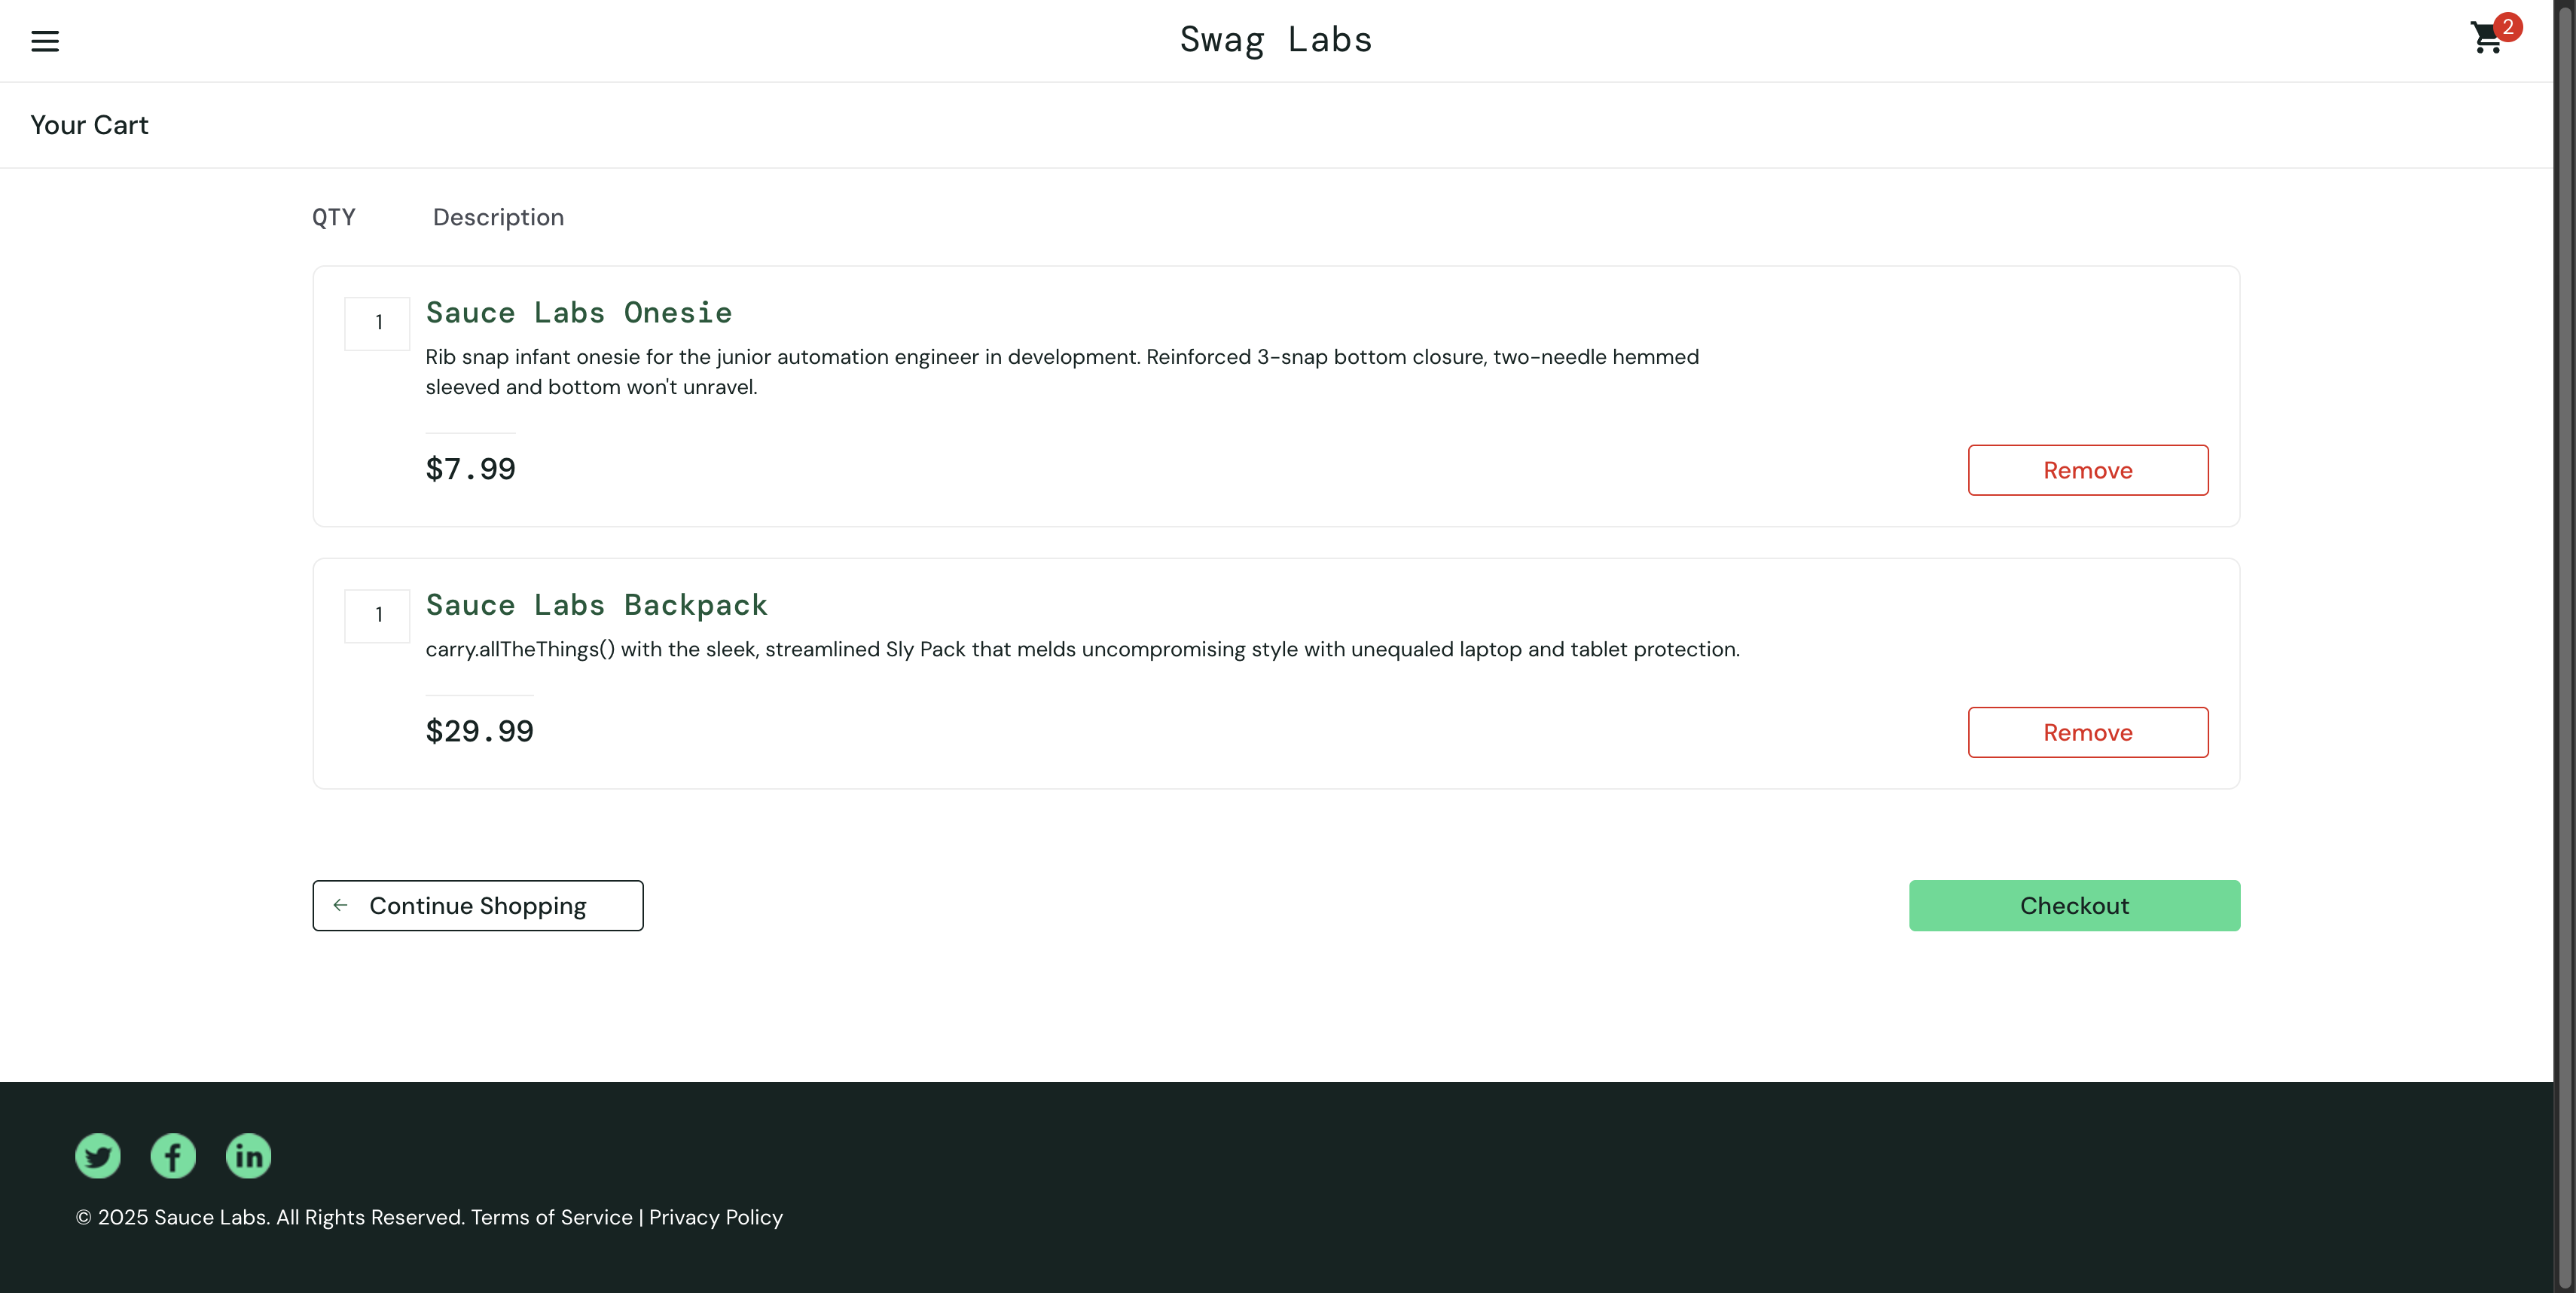 Swag Labs
2
Your Cart
QTY Description
1
Sauce Labs Onesie
Rib snap infant onesie for the junior automation engineer in development. Reinforced 3-snap bottom closure, two-needle hemmed
sleeved and bottom won't unravel.
$7.99
Remove
1
Sauce Labs Backpack
carry.allTheThings() with the sleek, streamlined Sly Pack that melds uncompromising style with unequaled laptop and tablet protection.
$29.99
Remove
Continue Shopping
Checkout
© 2025 Sauce Labs. All Rights Reserved. Terms of Service | Privacy Policy